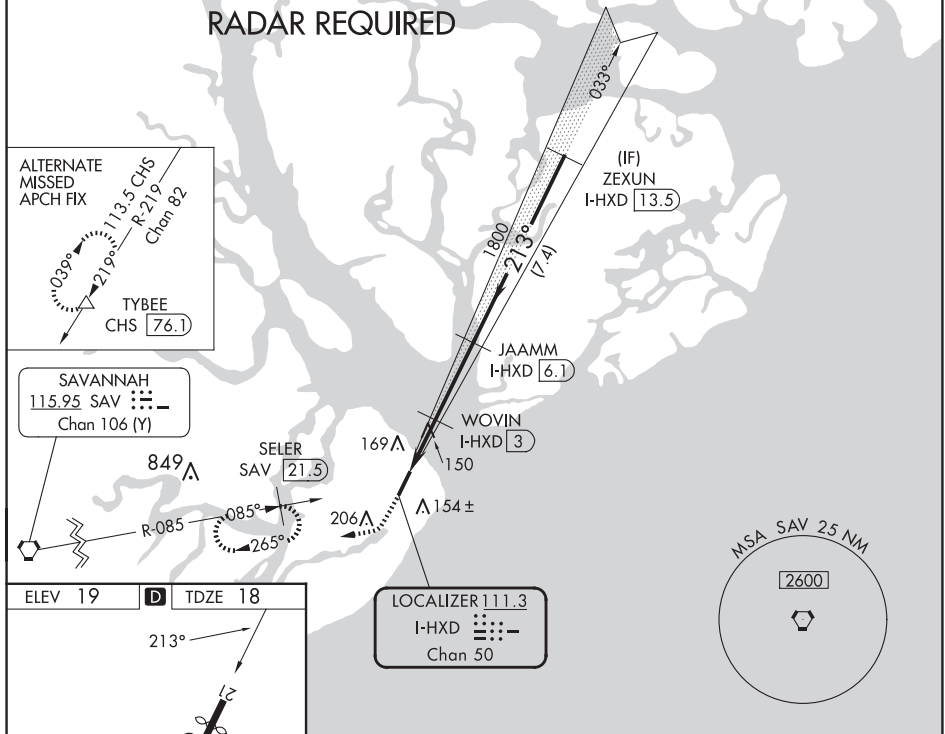 RADAR REQUIRED
033°
(IF)
ZEXUN
I-HXD 13.5
1800
213°
(7.4)
ALTERNATE
MISSED
APCH FIX
113.5 CHS
R-219
Chan 82
039°
219°
TYBEE
CHS 76.1
JAAMM
I-HXD 6.1
SAVANNAH
115.95 SAV
Chan 106 (Y)
WOVIN
I-HXD 3
169
150
849
SELER
SAV 21.5
154 ±
206
R-085
085°
265°
MSA SAV 25 NM
2600
LOCALIZER 111.3
I-HXD
Chan 50
ELEV 19 D TDZE 18
213°
21